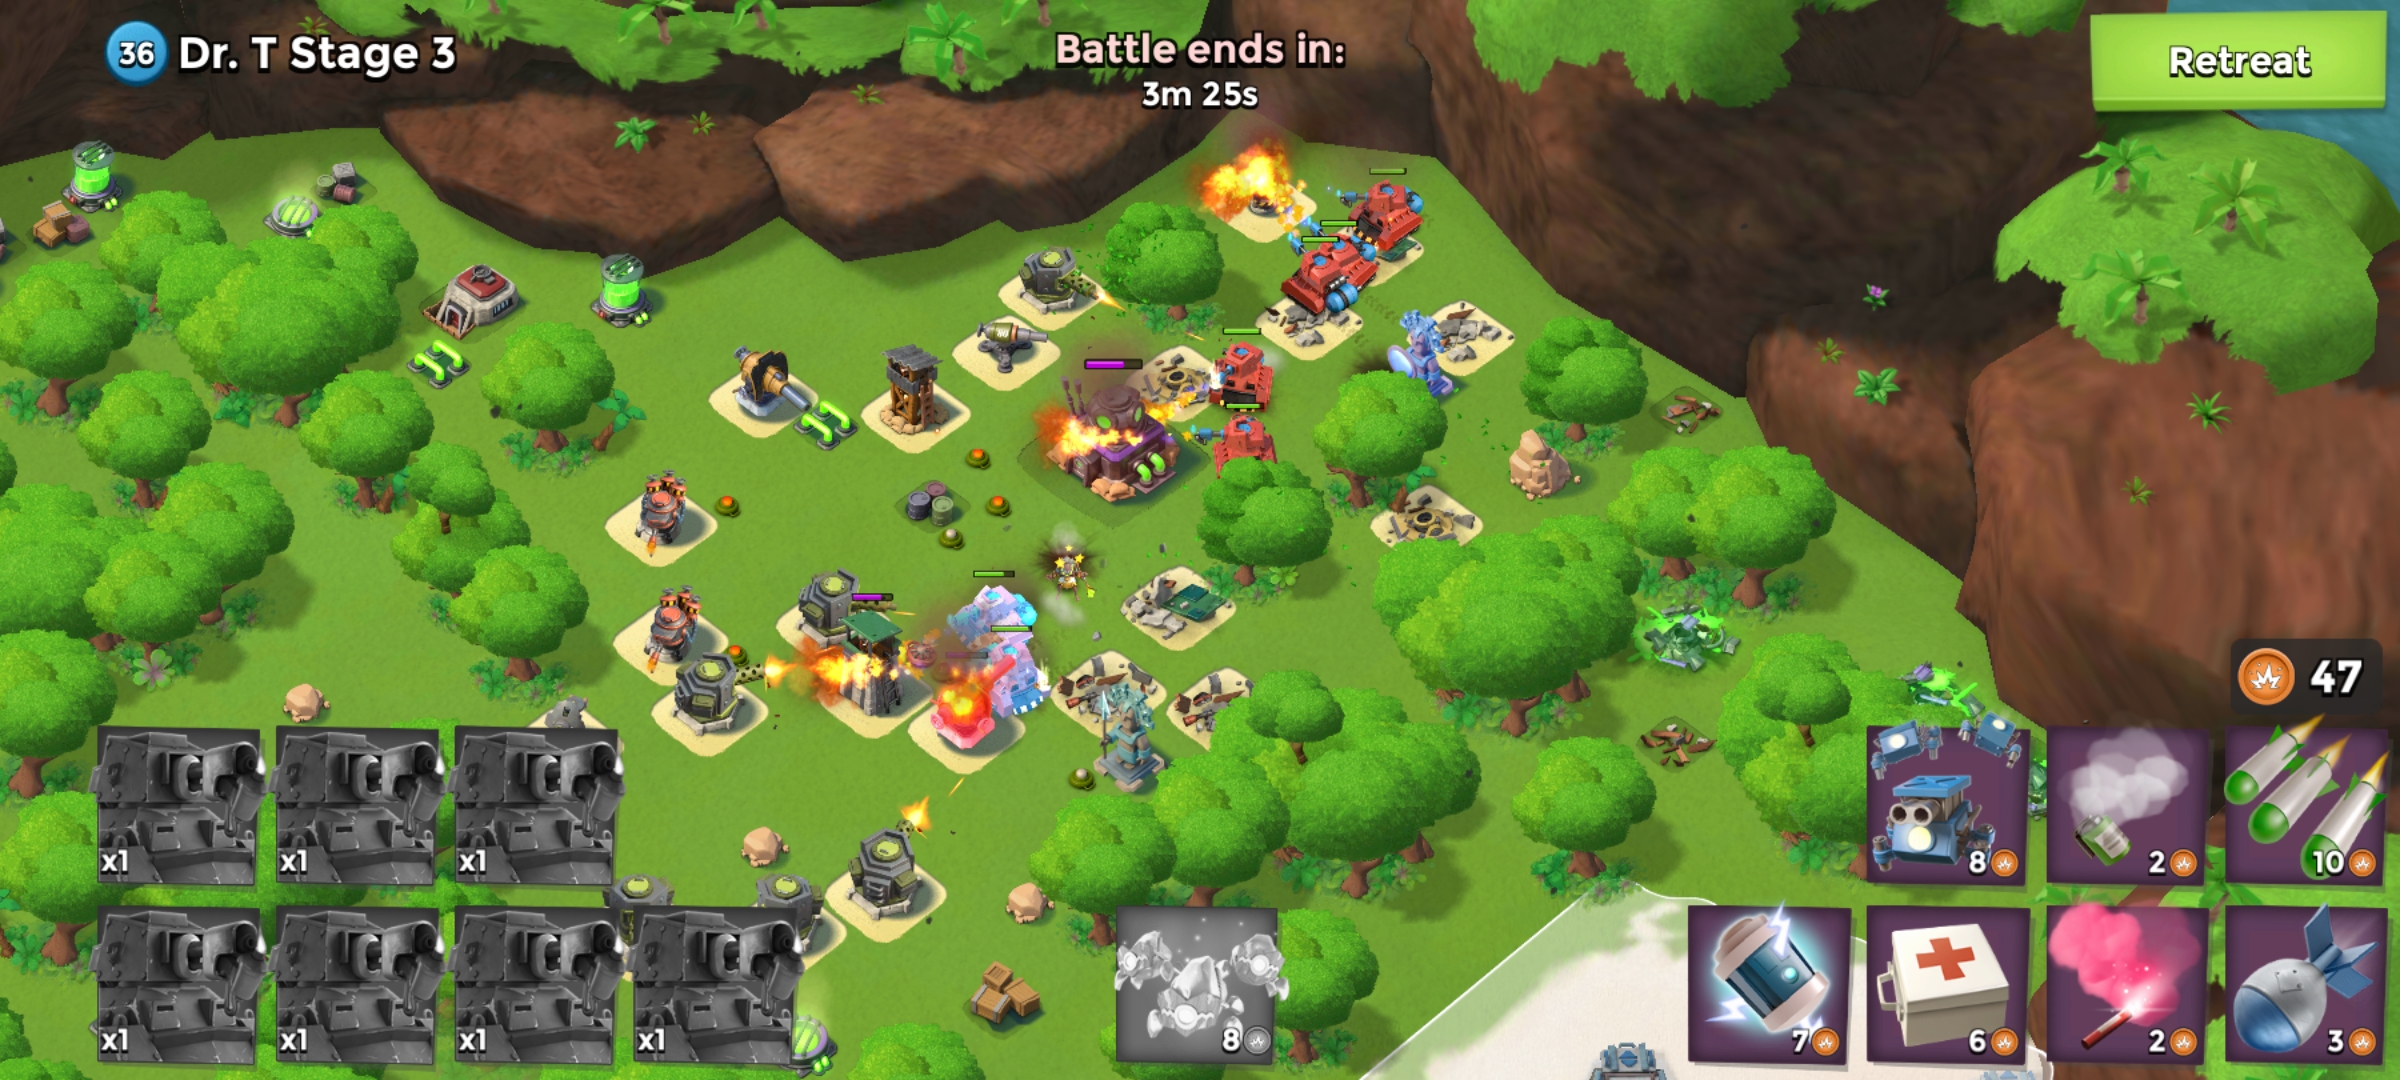 36 Dr. T Stage 3
Battle ends in:
3m 25s
Retreat
47
x1
x1
x1
8
2
10
x1
x1
x1
x1
8
7
6
2
3